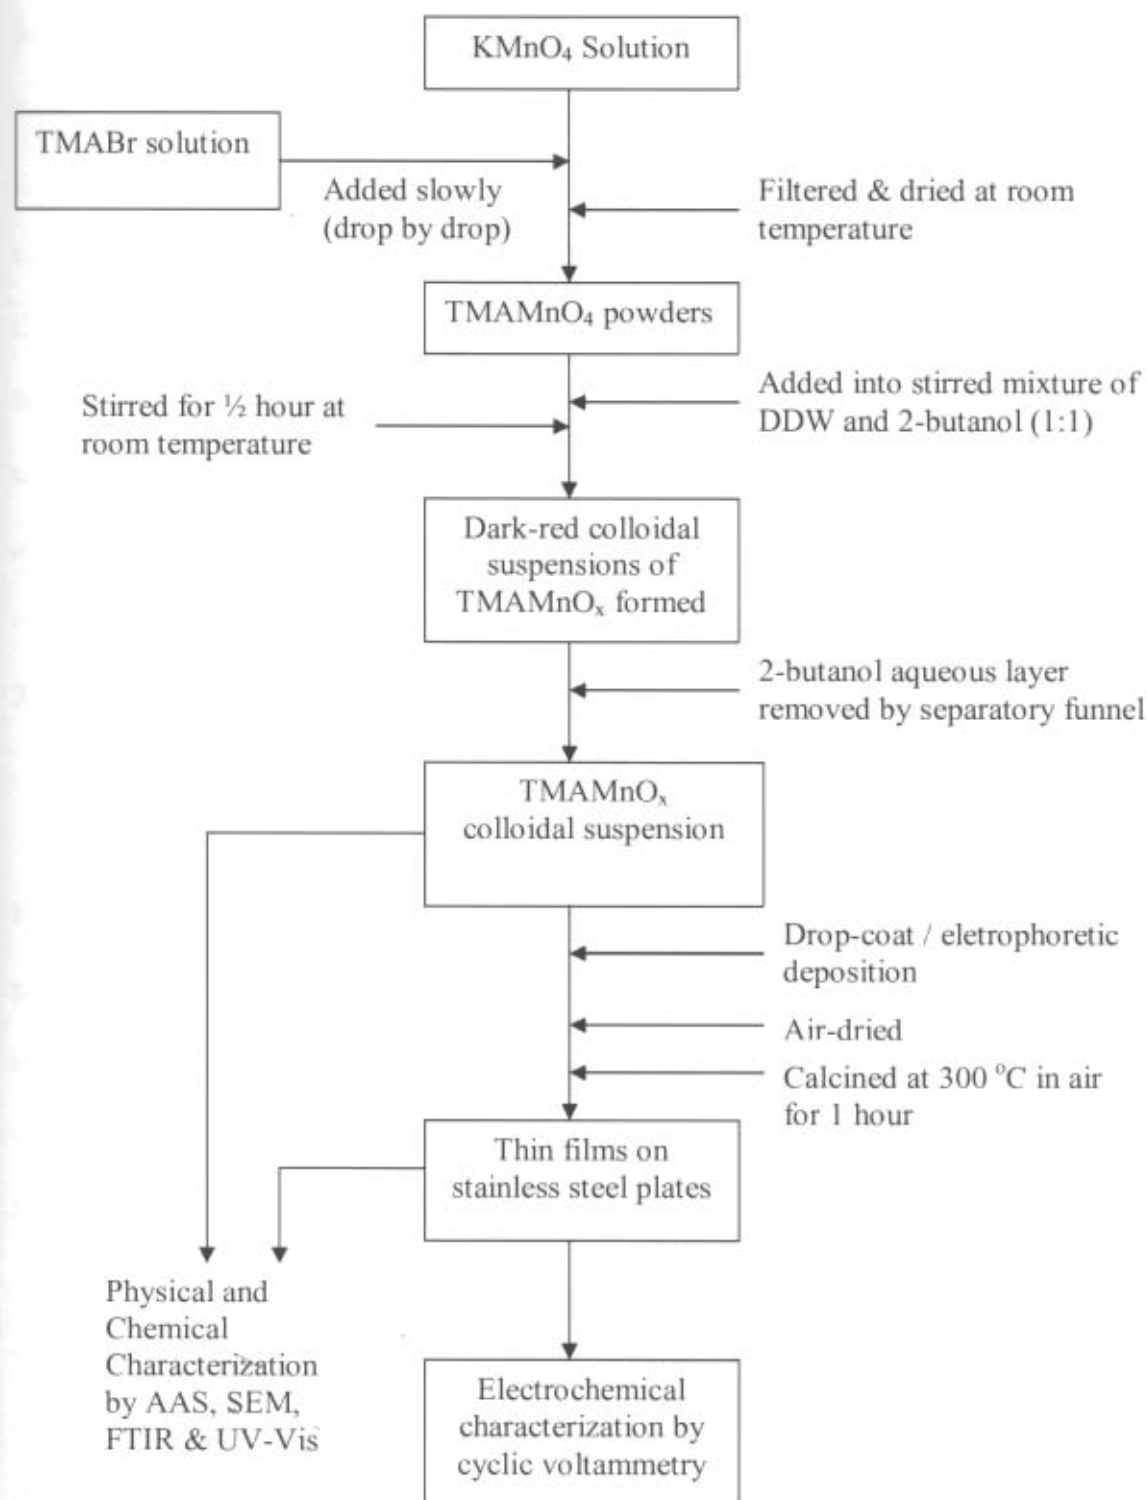 KMnO₄ Solution
TMABr solution
Added slowly
(drop by drop)
Filtered & dried at room
temperature
TMAMnO₄ powders
Stirred for ½ hour at
room temperature
Added into stirred mixture of
DDW and 2-butanol (1:1)
Dark-red colloidal
suspensions of
TMAMnOₓ formed
2-butanol aqueous layer
removed by separatory funnel
TMAMnOₓ
colloidal suspension
Drop-coat / eletrophoretic
deposition
Air-dried
Calcined at 300 °C in air
for 1 hour
Thin films on
stainless steel plates
Physical and
Chemical
Characterization
by AAS, SEM,
FTIR & UV-Vis
Electrochemical
characterization by
cyclic voltammetry